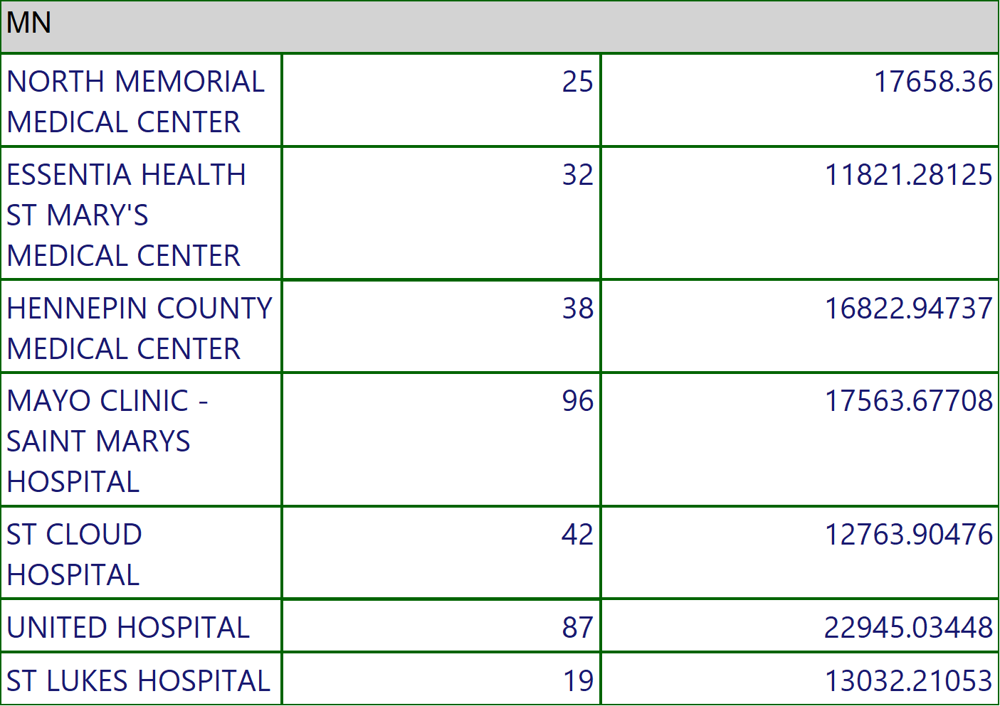 MN
NORTH MEMORIAL 25 17658.36
MEDICAL CENTER
ESSENTIA HEALTH 32 11821.28125
ST MARY'S
MEDICAL CENTER
HENNEPIN COUNTY 38 16822.94737
MEDICAL CENTER
MAYO CLINIC - 96 17563.67708
SAINT MARYS
HOSPITAL
ST CLOUD 42 12763.90476
HOSPITAL
UNITED HOSPITAL 87 22945.03448
ST LUKES HOSPITAL 19 13032.21053